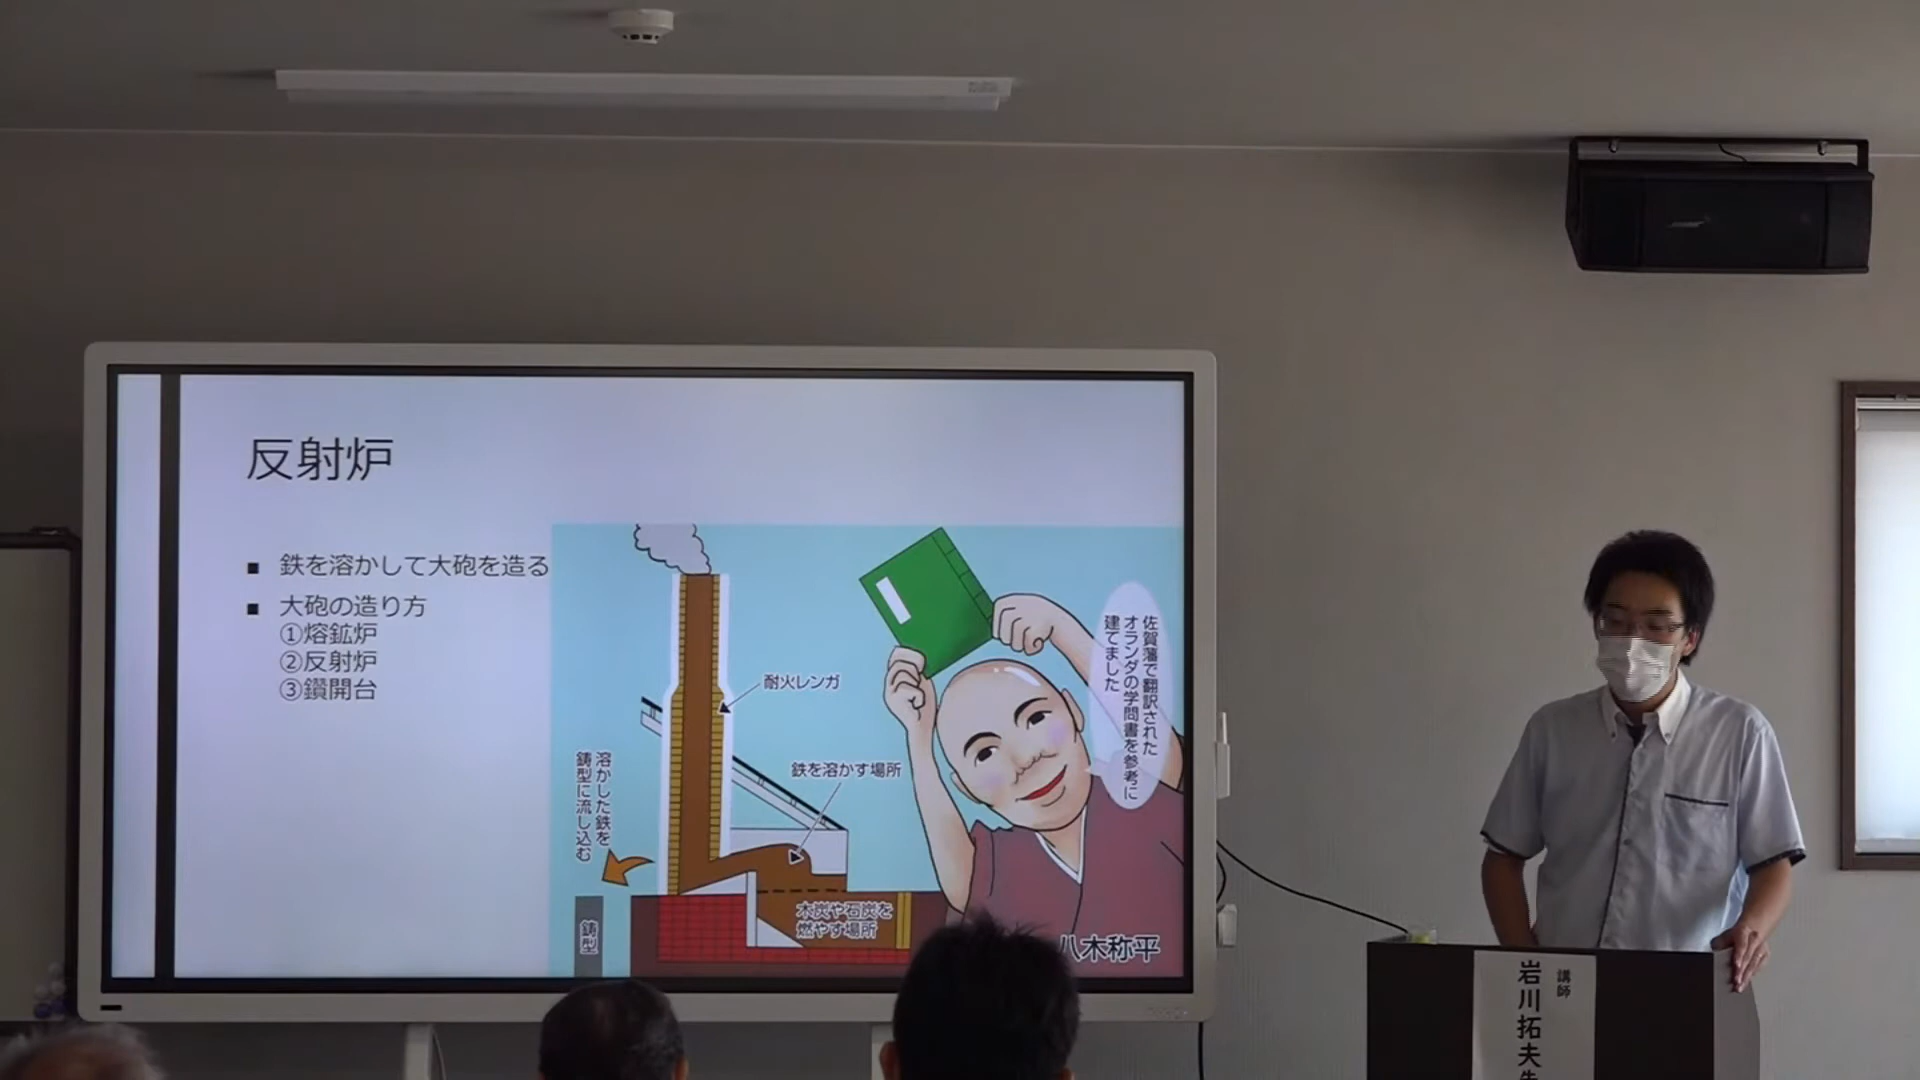 反射炉
■ 鉄を溶かして大砲を造る
■ 大砲の造り方
①熔鉱炉
②反射炉
③鑚開台
耐火レンガ
鉄を溶かす場所
溶かした鉄を
鋳型に流し込む
鋳型
木炭や石炭を
燃やす場所
佐賀藩で翻訳された
オランダの学問書を参考に
建てました
八木称平
講師
岩川拓夫先